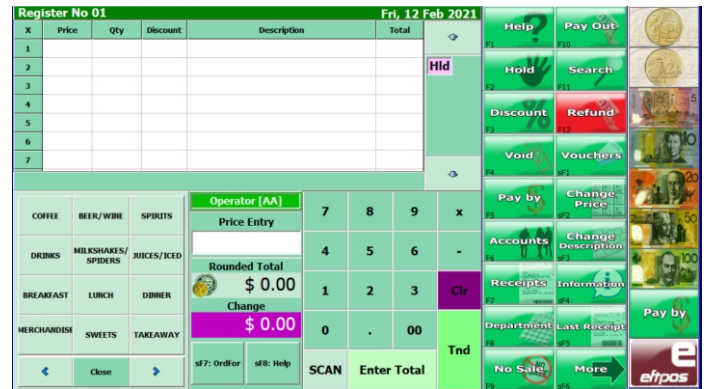 Register No 01 Fri, 12 Feb 2021
X Price Qty Discount Description Total
1
2 Hld
3
4
5
6
7
Help
F1
Pay Out
F10
Hold
F2
Search
F11
Discount
F3
Refund
F12
Void
F4
Vouchers
sF1
Pay by
F5
Change
Price
sF2
Accounts
F6
Change
Description
sF3
Receipts
F7
Information
sF4
Department
F8
Last Receipt
sF5
No Sale
F9
More
5
10
20
50
100
Pay by
eftpos
COFFEE BEER/WINE SPIRITS
DRINKS MILKSHAKES/
SPIDERS JUICES/ICED
BREAKFAST LUNCH DINNER
MERCHANDISE SWEETS TAKEAWAY
Close
Operator [AA]
Price Entry
Rounded Total
$ 0.00
Change
$ 0.00
sF7: OrdFor sF8: Help
7 8 9 x
4 5 6 -
1 2 3 Clr
0 . 00
Tnd
SCAN Enter Total